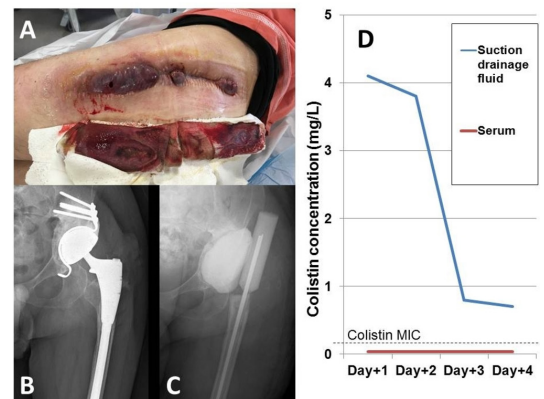 A
B
C
D
Colistin concentration (mg/L)
5
4
3
2
1
0
Suction
drainage
fluid
Serum
Colistin MIC
Day+1 Day+2 Day+3 Day+4